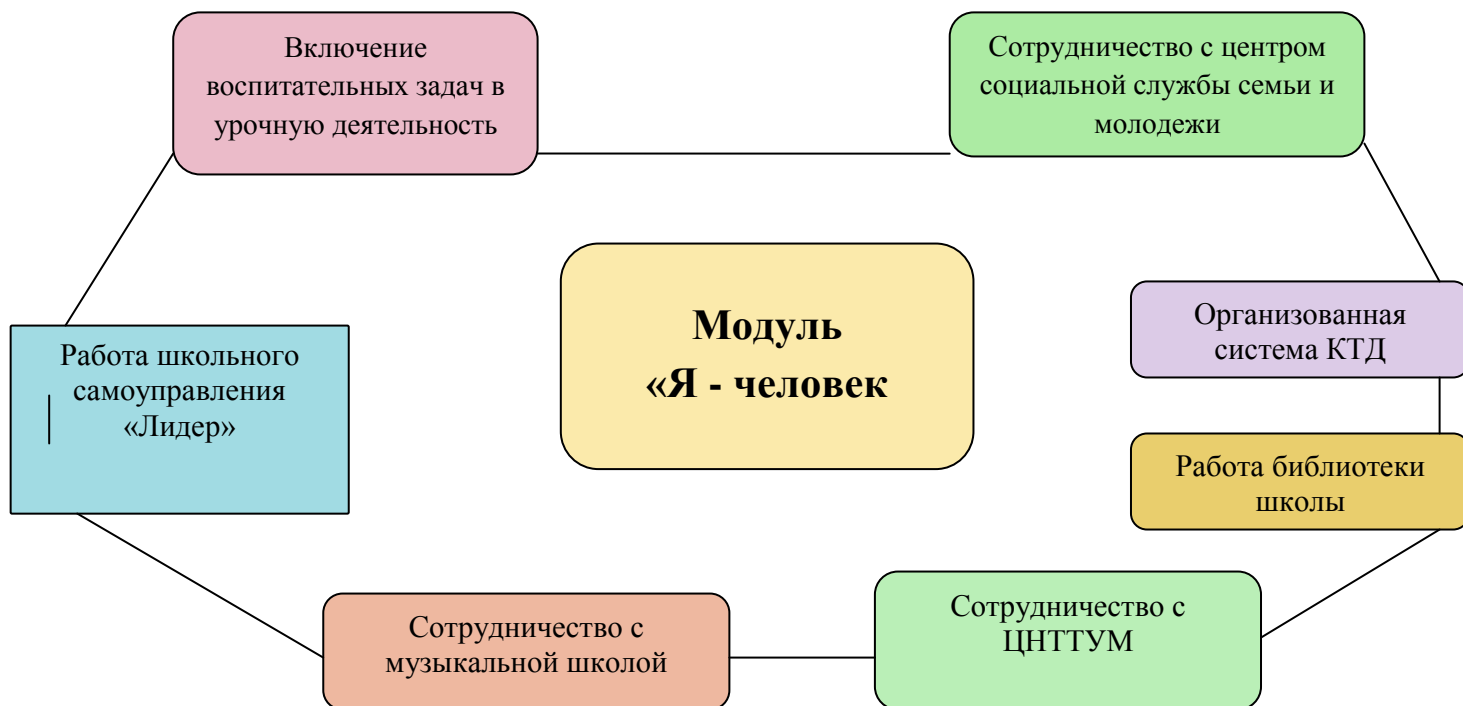 Включение
воспитательных задач в
урочную деятельность
Сотрудничество с центром
социальной службы семьи и
молодежи
Модуль
«Я - человек
Организованная
система КТД
Работа школьного
самоуправления
«Лидер»
Работа библиотеки
школы
Сотрудничество с
музыкальной школой
Сотрудничество с
ЦНТТУМ